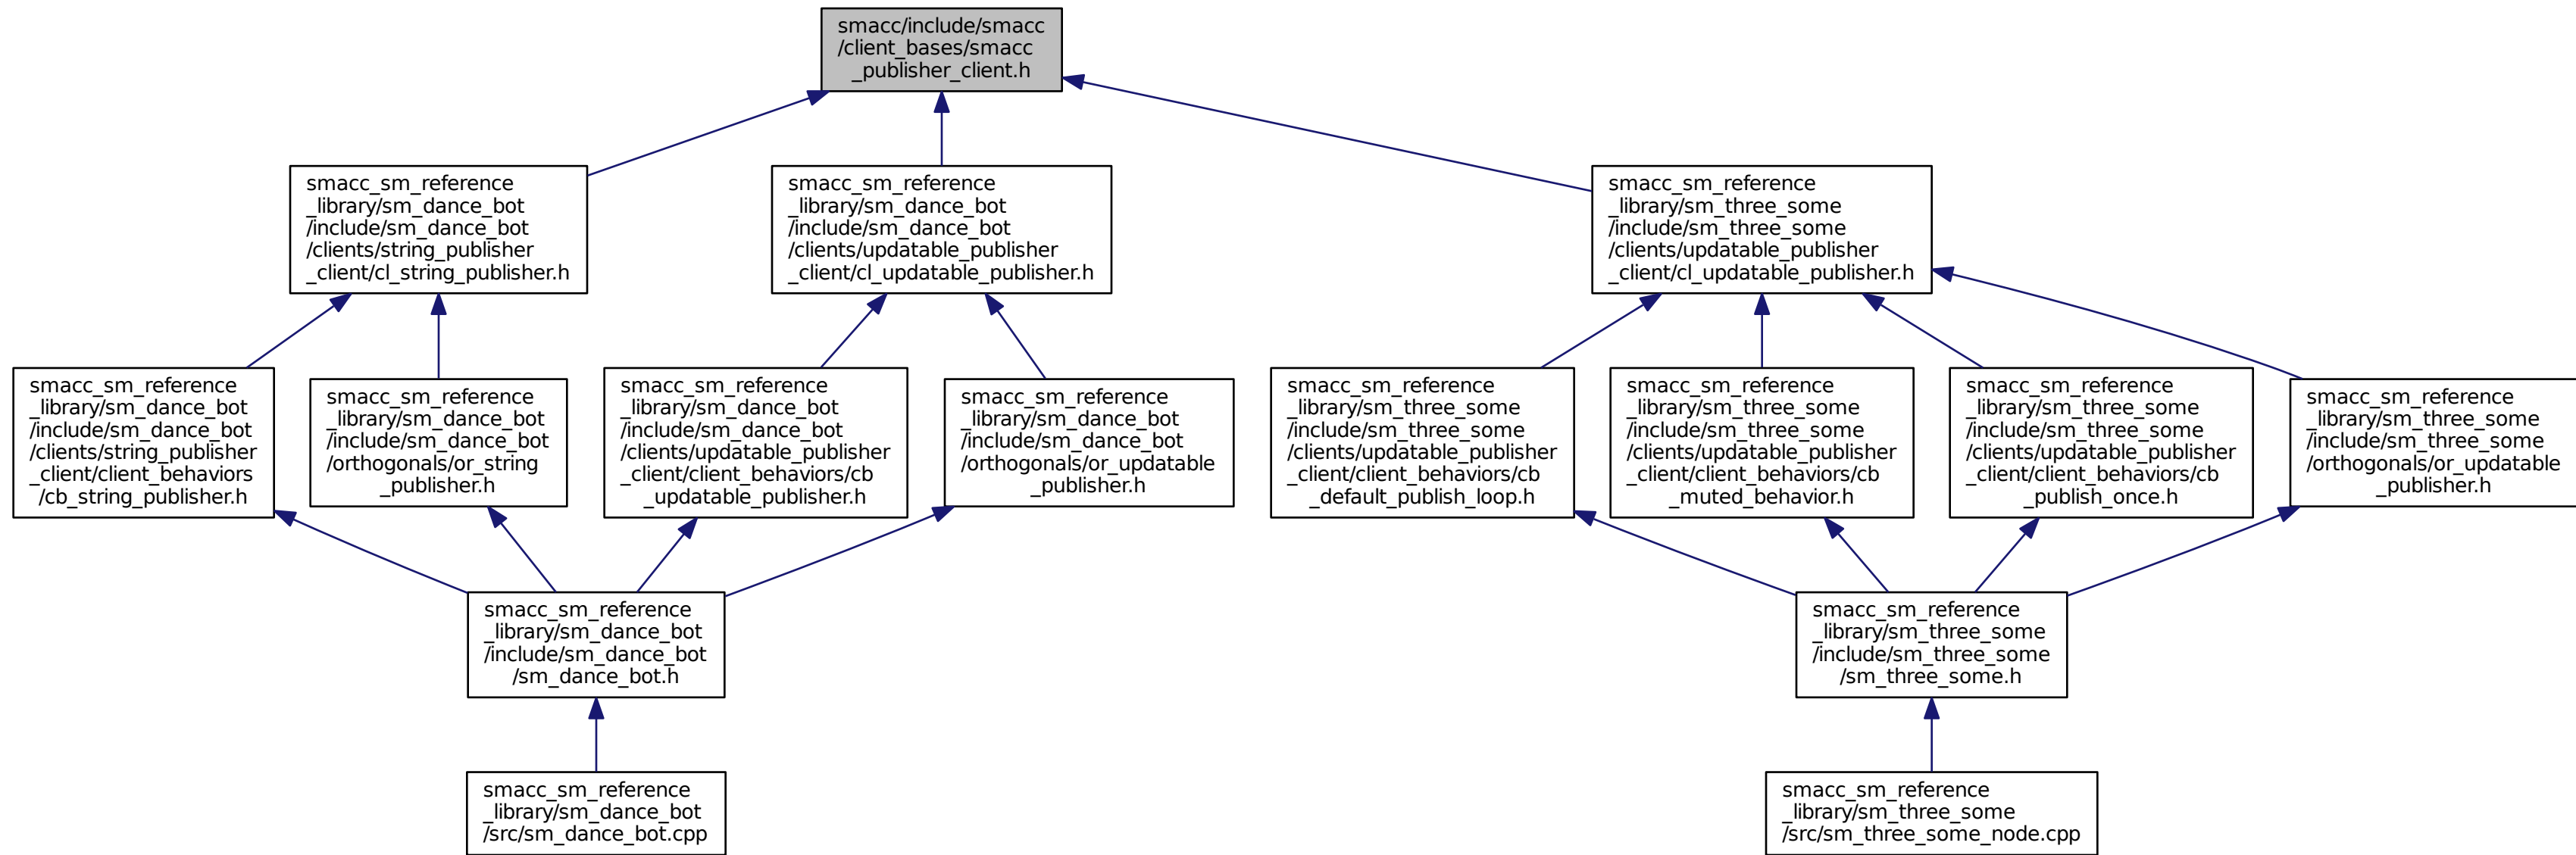 smacc/include/smacc
/client_bases/smacc
_publisher_client.h
smacc_sm_reference
_library/sm_dance_bot
/include/sm_dance_bot
/clients/string_publisher
_client/cl_string_publisher.h
smacc_sm_reference
_library/sm_dance_bot
/include/sm_dance_bot
/clients/updatable_publisher
_client/cl_updatable_publisher.h
smacc_sm_reference
_library/sm_three_some
/include/sm_three_some
/clients/updatable_publisher
_client/cl_updatable_publisher.h
smacc_sm_reference
_library/sm_dance_bot
/include/sm_dance_bot
/clients/string_publisher
_client/client_behaviors
/cb_string_publisher.h
smacc_sm_reference
_library/sm_dance_bot
/include/sm_dance_bot
/orthogonals/or_string
_publisher.h
smacc_sm_reference
_library/sm_dance_bot
/include/sm_dance_bot
/clients/updatable_publisher
_client/client_behaviors/cb
_updatable_publisher.h
smacc_sm_reference
_library/sm_dance_bot
/include/sm_dance_bot
/orthogonals/or_updatable
_publisher.h
smacc_sm_reference
_library/sm_three_some
/include/sm_three_some
/clients/updatable_publisher
_client/client_behaviors/cb
_default_publish_loop.h
smacc_sm_reference
_library/sm_three_some
/include/sm_three_some
/clients/updatable_publisher
_client/client_behaviors/cb
_muted_behavior.h
smacc_sm_reference
_library/sm_three_some
/include/sm_three_some
/clients/updatable_publisher
_client/client_behaviors/cb
_publish_once.h
smacc_sm_reference
_library/sm_three_some
/include/sm_three_some
/orthogonals/or_updatable
_publisher.h
smacc_sm_reference
_library/sm_dance_bot
/include/sm_dance_bot
/sm_dance_bot.h
smacc_sm_reference
_library/sm_three_some
/include/sm_three_some
/sm_three_some.h
smacc_sm_reference
_library/sm_dance_bot
/src/sm_dance_bot.cpp
smacc_sm_reference
_library/sm_three_some
/src/sm_three_some_node.cpp